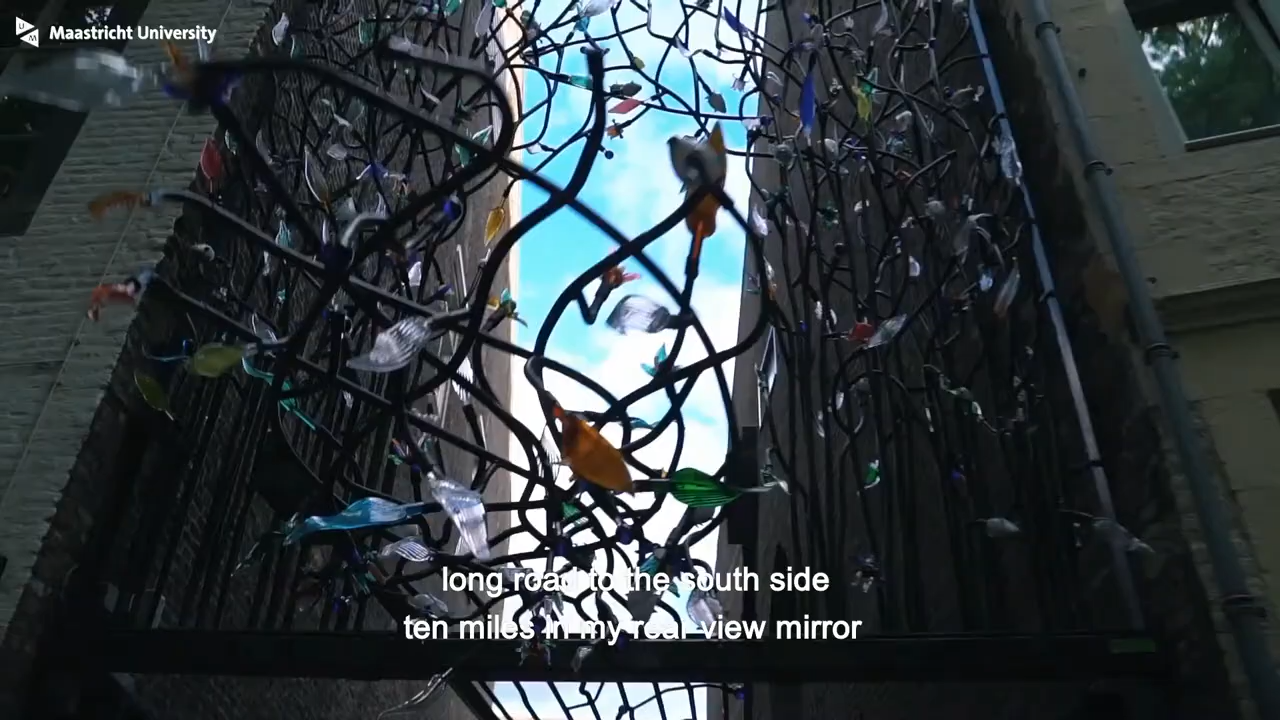 Maastricht University
long road to the south side
ten miles in my rear view mirror